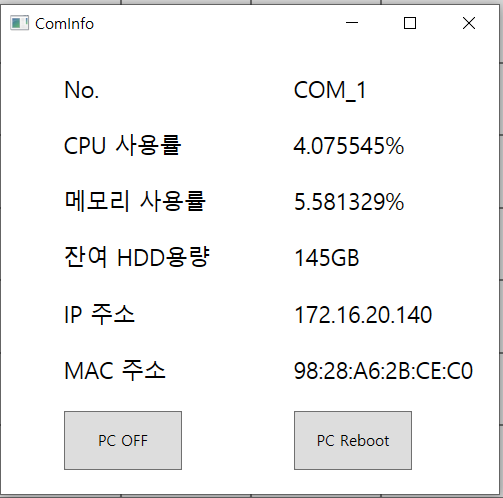 ComInfo
No. COM_1
CPU 사용률 4.075545%
메모리 사용률 5.581329%
잔여 HDD용량 145GB
IP 주소 172.16.20.140
MAC 주소 98:28:A6:2B:CE:C0
PC OFF PC Reboot